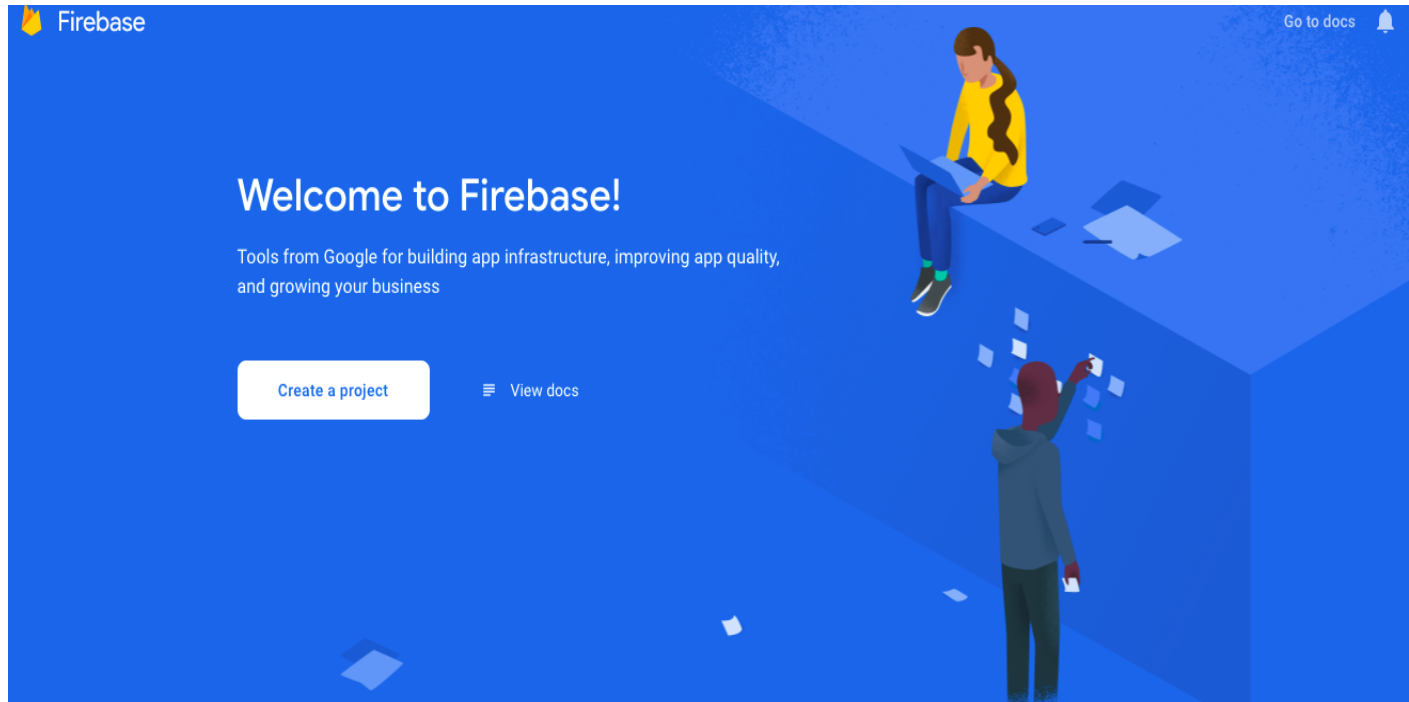 Firebase
Go to docs
Welcome to Firebase!
Tools from Google for building app infrastructure, improving app quality,
and growing your business
Create a project
View docs